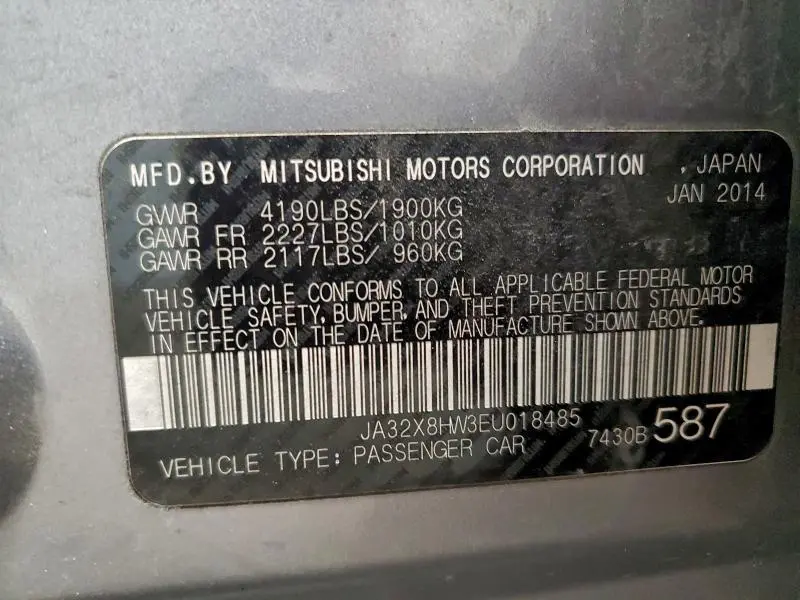 MFD.BY MITSUBISHI MOTORS CORPORATION , JAPAN
JAN 2014
GVWR 4190LBS/1900KG
GAWR FR 2227LBS/1010KG
GAWR RR 2117LBS/ 960KG
THIS VEHICLE CONFORMS TO ALL APPLICABLE FEDERAL MOTOR
VEHICLE SAFETY, BUMPER, AND THEFT PREVENTION STANDARDS
IN EFFECT ON THE DATE OF MANUFACTURE SHOWN ABOVE.
JA32X8HW3EU018485
VEHICLE TYPE: PASSENGER CAR 7430B 587